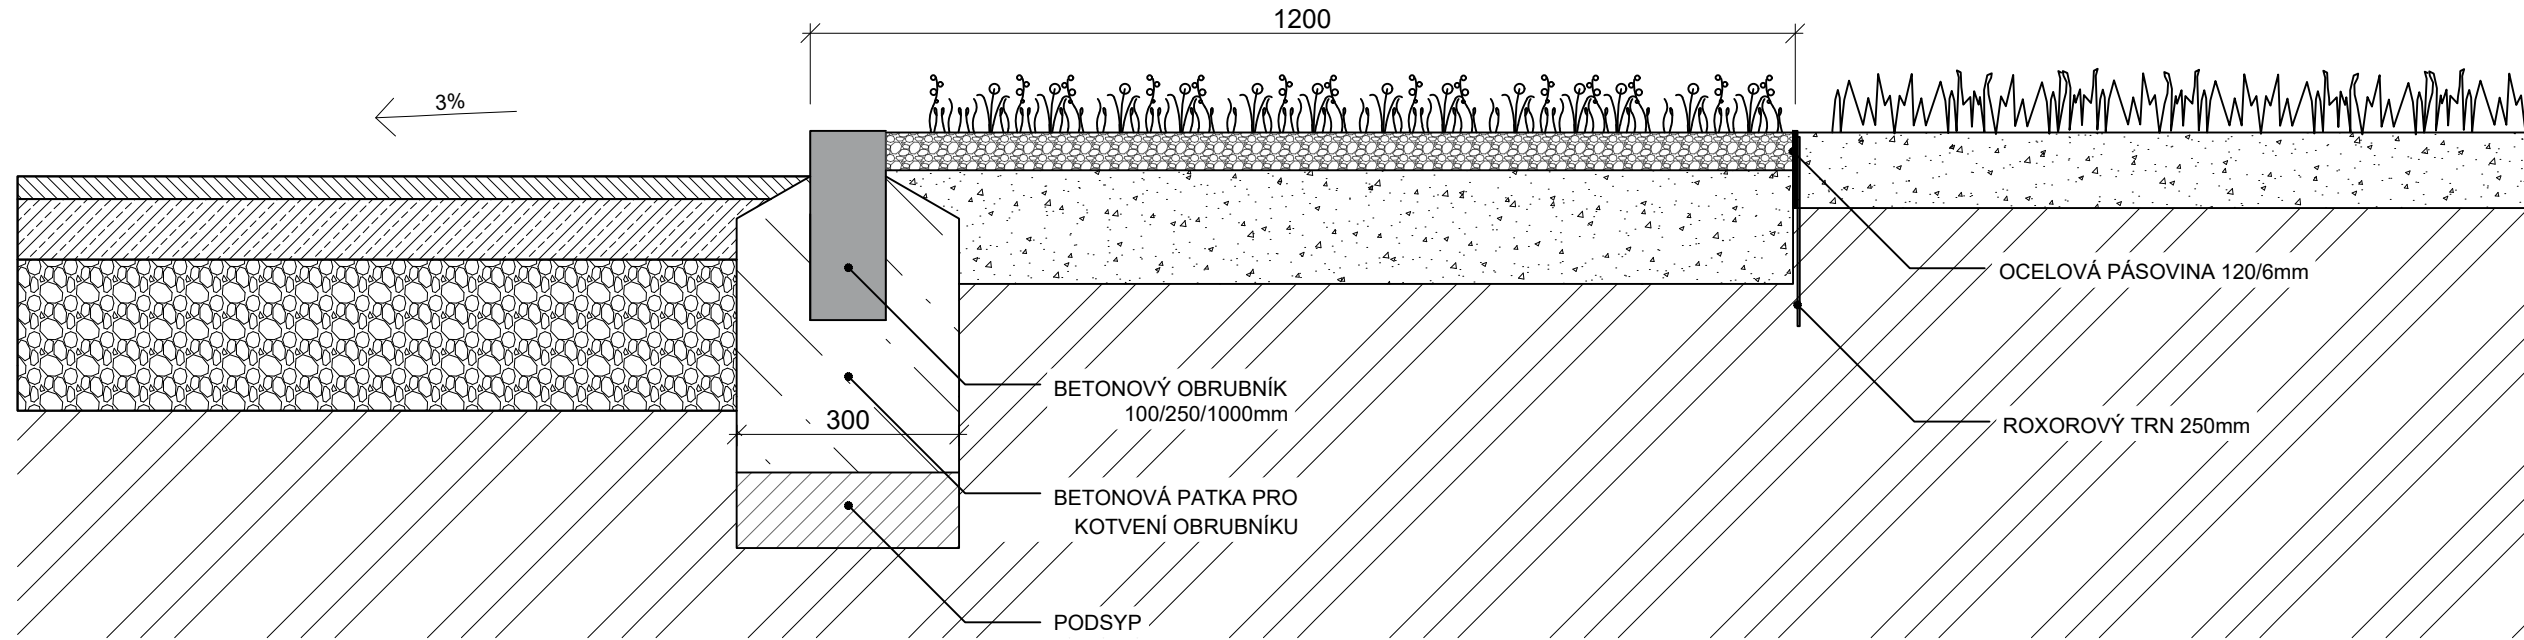 1200
3%
OCELOVÁ PÁSOVINA 120/6mm
BETONOVÝ OBRUBNÍK
100/250/1000mm
300
ROXOROVÝ TRN 250mm
BETONOVÁ PATKA PRO
KOTVENÍ OBRUBNÍKU
PODSYP